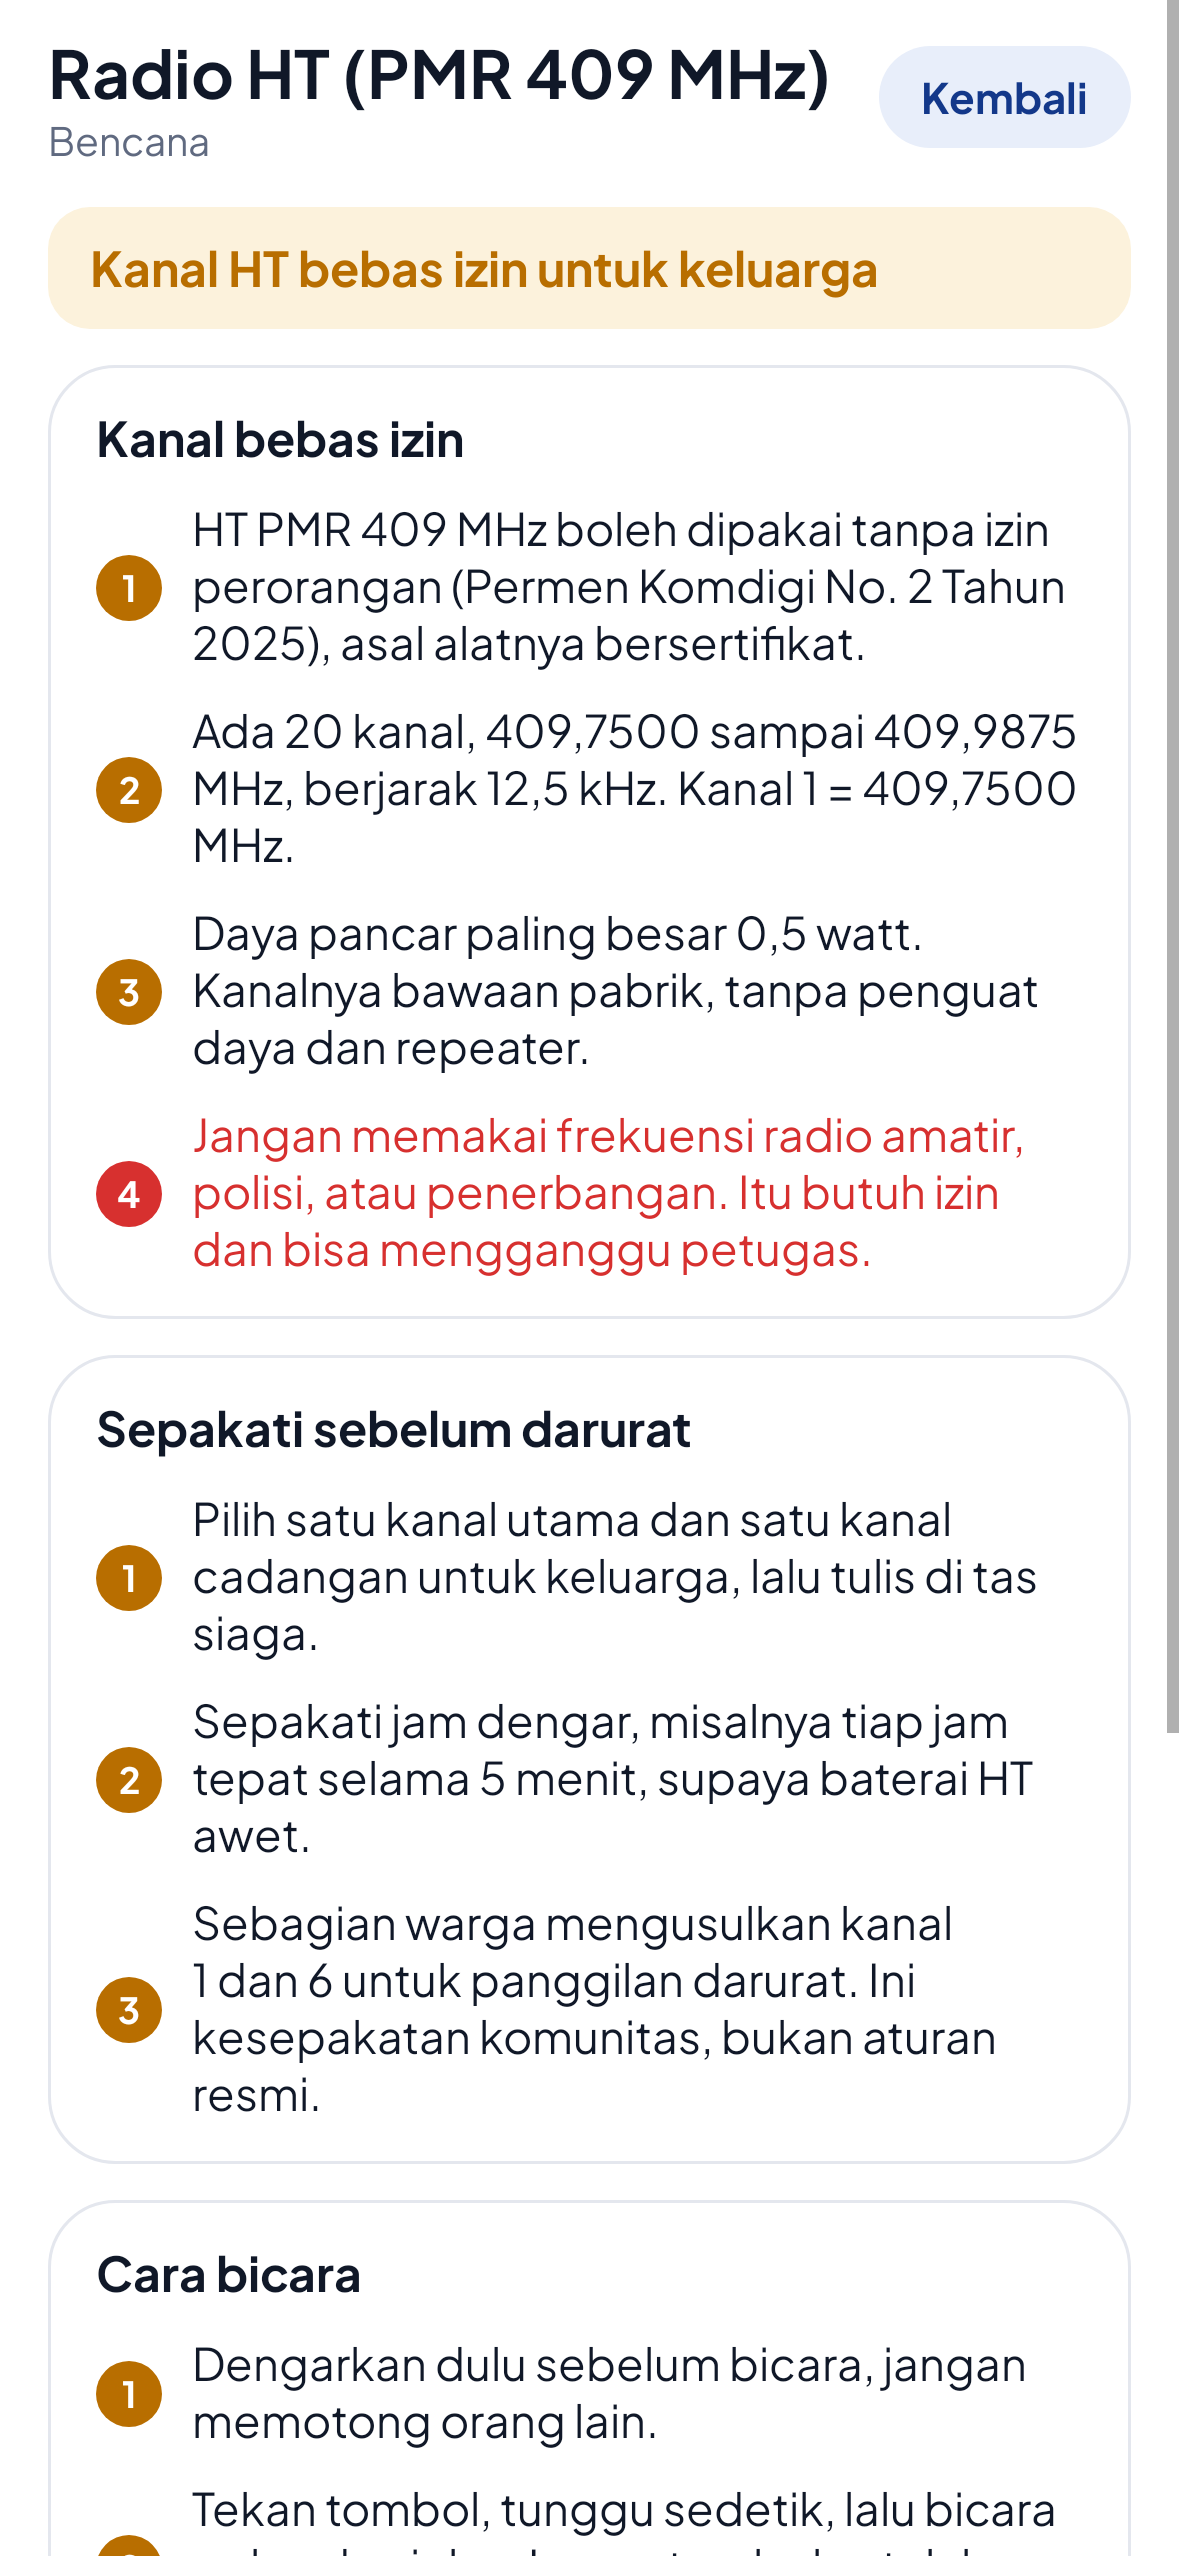 Radio HT (PMR 409 MHz)
Bencana
Kembali
Kanal HT bebas izin untuk keluarga
Kanal bebas izin
1
HT PMR 409 MHz boleh dipakai tanpa izin
perorangan (Permen Komdigi No. 2 Tahun
2025), asal alatnya bersertifikat.
2
Ada 20 kanal, 409,7500 sampai 409,9875
MHz, berjarak 12,5 kHz. Kanal 1 = 409,7500
MHz.
3
Daya pancar paling besar 0,5 watt.
Kanalnya bawaan pabrik, tanpa penguat
daya dan repeater.
4
Jangan memakai frekuensi radio amatir,
polisi, atau penerbangan. Itu butuh izin
dan bisa mengganggu petugas.
Sepakati sebelum darurat
1
Pilih satu kanal utama dan satu kanal
cadangan untuk keluarga, lalu tulis di tas
siaga.
2
Sepakati jam dengar, misalnya tiap jam
tepat selama 5 menit, supaya baterai HT
awet.
3
Sebagian warga mengusulkan kanal
1 dan 6 untuk panggilan darurat. Ini
kesepakatan komunitas, bukan aturan
resmi.
Cara bicara
1
Dengarkan dulu sebelum bicara, jangan
memotong orang lain.
Tekan tombol, tunggu sedetik, lalu bicara